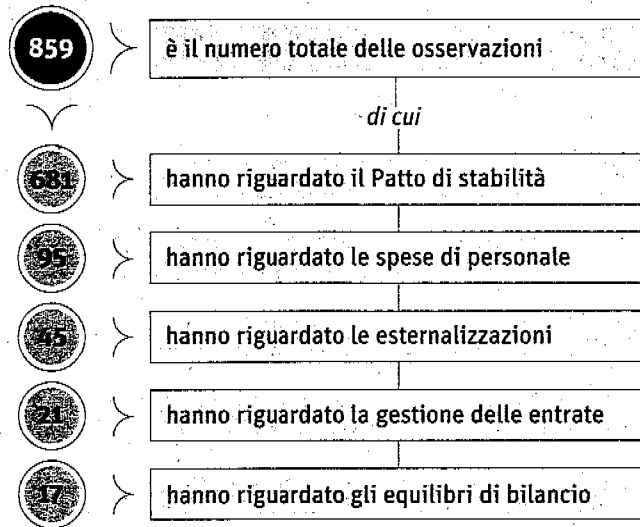 859 è il numero totale delle osservazioni
di cui
681 hanno riguardato il Patto di stabilità
95 hanno riguardato le spese di personale
45 hanno riguardato le esternalizzazioni
21 hanno riguardato la gestione delle entrate
17 hanno riguardato gli equilibri di bilancio